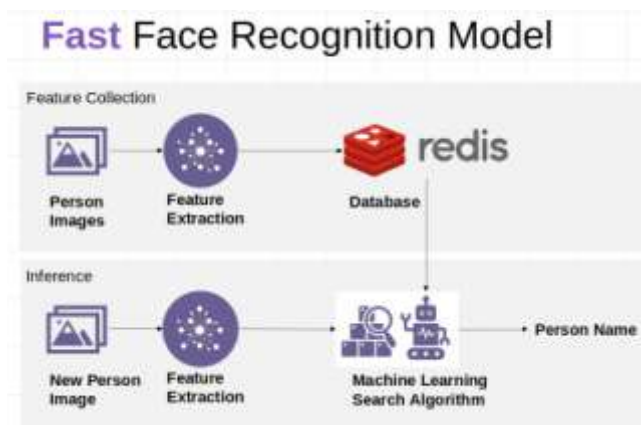 Fast Face Recognition Model
Feature Collection
redis
Person
Images
Feature
Extraction
Database
Inference
Person Name
New Person
Image
Feature
Extraction
Machine Learning
Search Algorithm